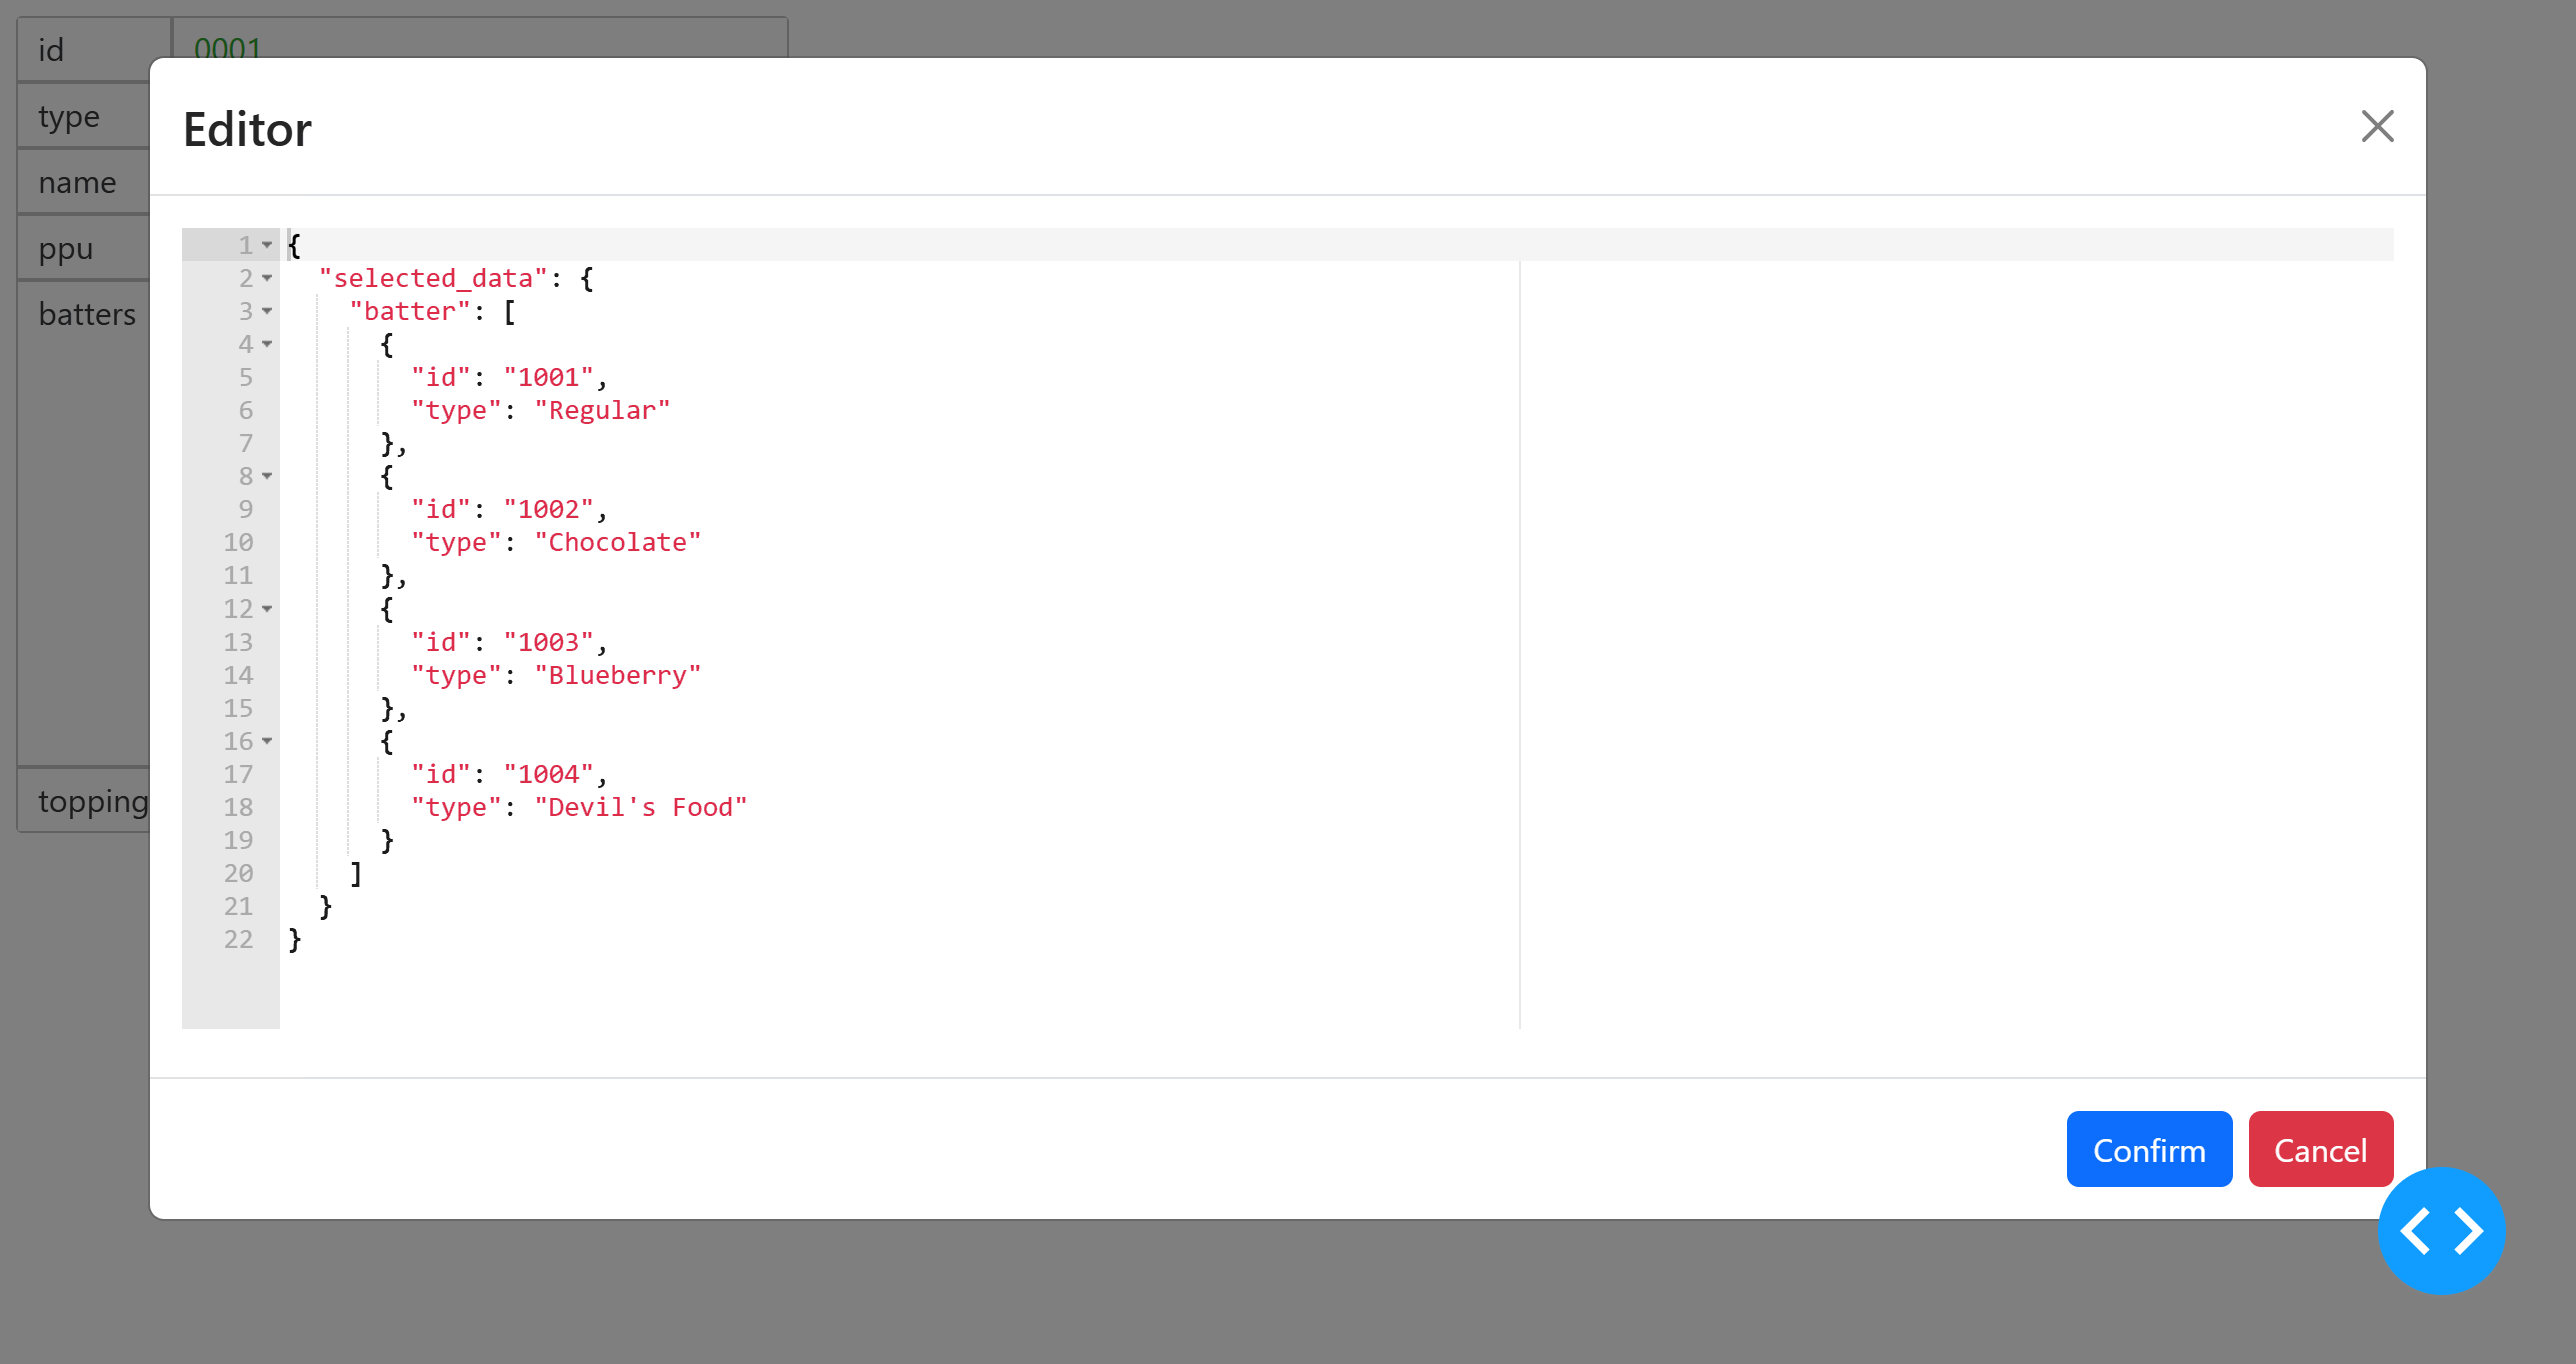 id 0001
type
name
ppu
batters
topping
Editor
1 {
2 "selected_data": {
3 "batter": [
4 {
5 "id": "1001",
6 "type": "Regular"
7 },
8 {
9 "id": "1002",
10 "type": "Chocolate"
11 },
12 {
13 "id": "1003",
14 "type": "Blueberry"
15 },
16 {
17 "id": "1004",
18 "type": "Devil's Food"
19 }
20 ]
21 }
22 }
Confirm Cancel